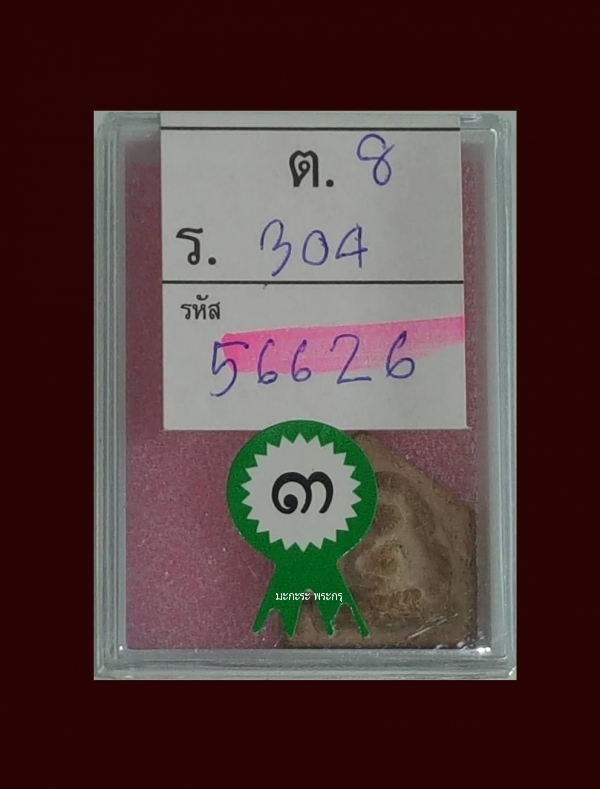 ต. 8
ร. 304
รหัส
56626
๓
มะกะระ พระกรุ